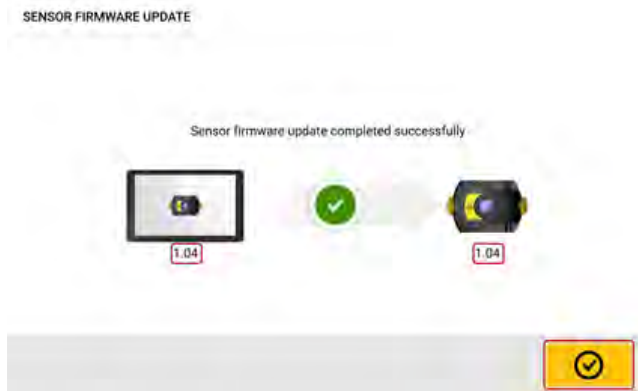 SENSOR FIRMWARE UPDATE
Sensor firmware update completed successfully
1.04 1.04